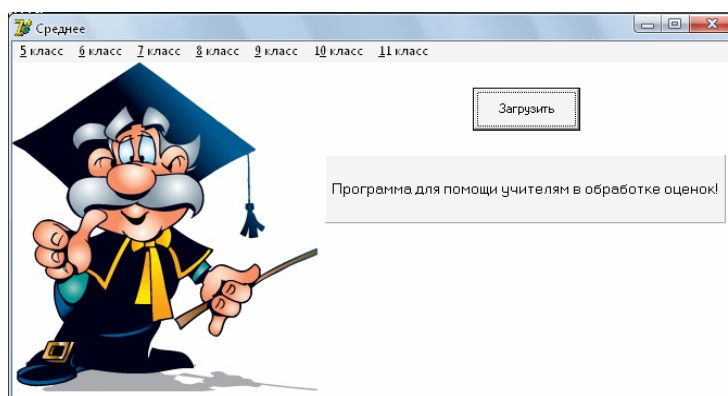 Среднее
5 класс 6 класс 7 класс 8 класс 9 класс 10 класс 11 класс
Загрузить
Программа для помощи учителям в обработке оценок!